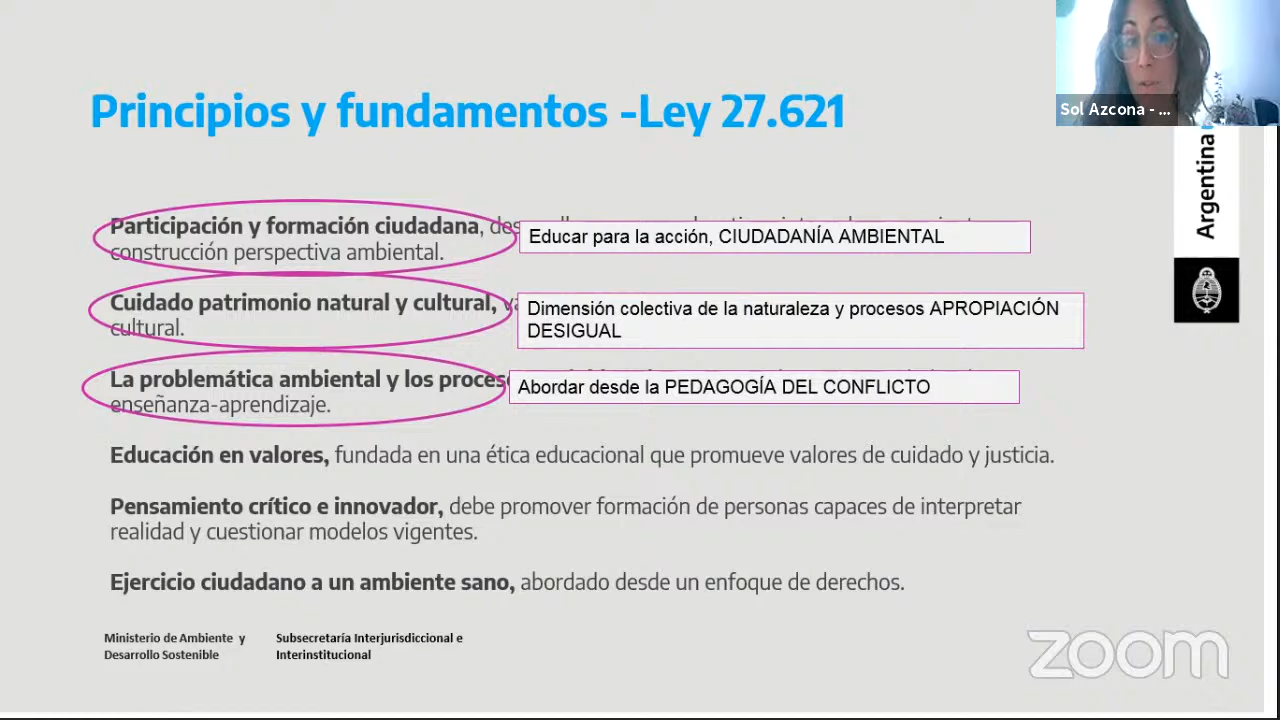 Principios y fundamentos -Ley 27.621
Sol Azcona - ...
Argentina
Participación y formación ciudadana,
construcción perspectiva ambiental.
Educar para la acción, CIUDADANÍA AMBIENTAL
Cuidado patrimonio natural y cultural,
cultural.
Dimensión colectiva de la naturaleza y procesos APROPIACIÓN
DESIGUAL
La problemática ambiental y los
enseñanza-aprendizaje.
Abordar desde la PEDAGOGÍA DEL CONFLICTO
Educación en valores, fundada en una ética educacional que promueve valores de cuidado y justicia.
Pensamiento crítico e innovador, debe promover formación de personas capaces de interpretar
realidad y cuestionar modelos vigentes.
Ejercicio ciudadano a un ambiente sano, abordado desde un enfoque de derechos.
Ministerio de Ambiente y
Desarrollo Sostenible
Subsecretaría Interjurisdiccional e
Interinstitucional
zoom